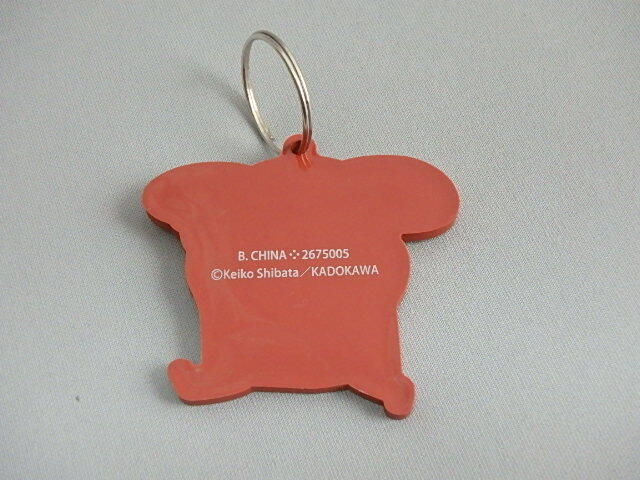 B. CHINA ⁘ 2675005
©Keiko Shibata／KADOKAWA